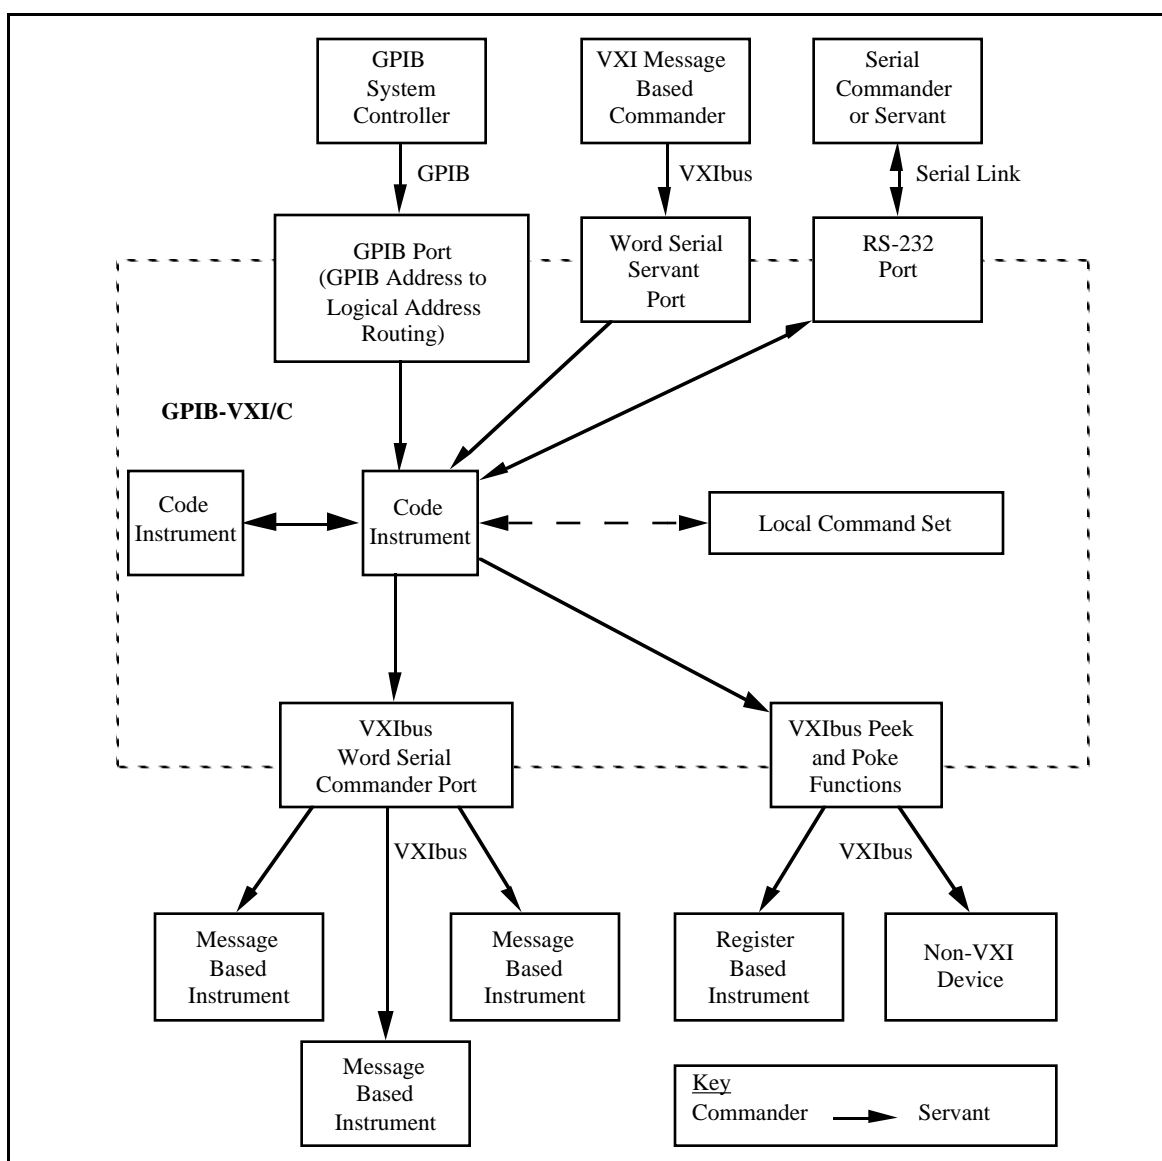 GPIB
System
Controller
VXI Message
Based
Commander
Serial
Commander
or Servant
GPIB
VXIbus
Serial Link
GPIB Port
(GPIB Address to
Logical Address
Routing)
Word Serial
Servant
Port
RS-232
Port
GPIB-VXI/C
Code
Instrument
Code
Instrument
Local Command Set
VXIbus
Word Serial
Commander Port
VXIbus Peek
and Poke
Functions
VXIbus
VXIbus
Message
Based
Instrument
Message
Based
Instrument
Register
Based
Instrument
Non-VXI
Device
Message
Based
Instrument
Key
Commander Servant